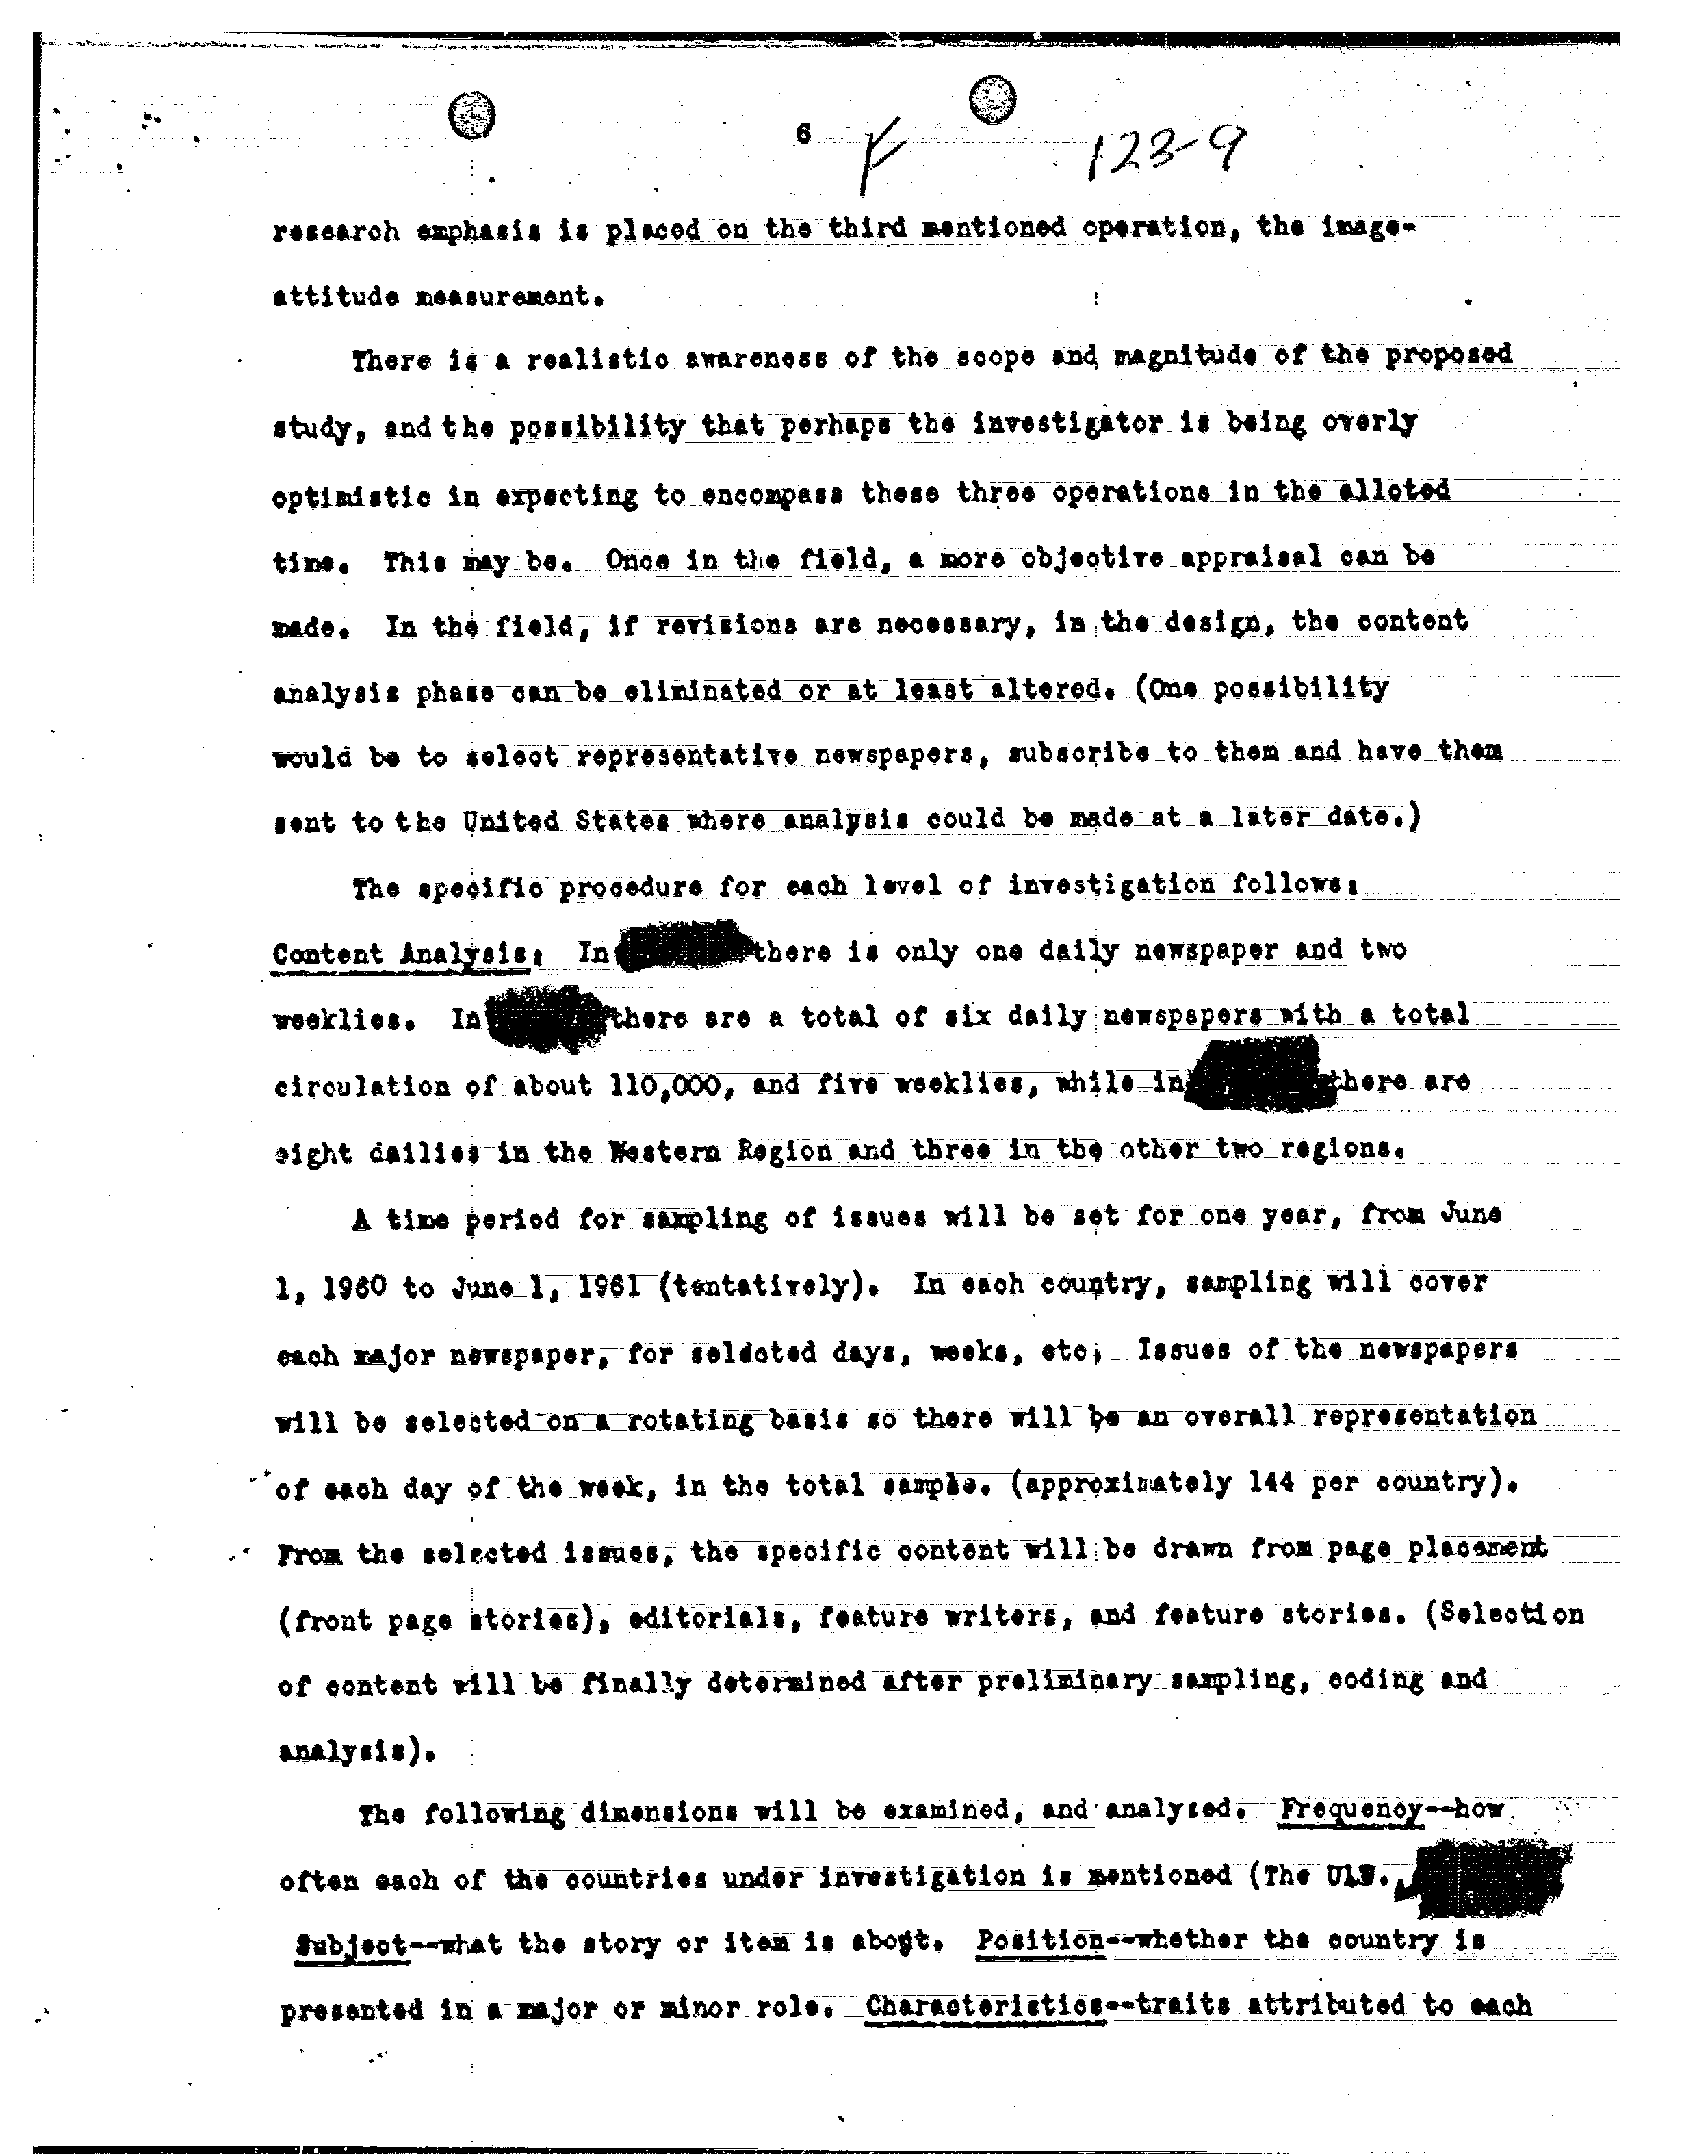 6
123-9
research emphasis is placed on the third mentioned operation, the image-
attitude measurement.
There is a realistic awareness of the scope and magnitude of the proposed
study, and the possibility that perhaps the investigator is being overly
optimistic in expecting to encompass these three operations in the alloted
time. This may be. Once in the field, a more objective appraisal can be
made. In the field, if revisions are necessary, in the design, the content
analysis phase can be eliminated or at least altered. (One possibility
would be to select representative newspapers, subscribe to them and have them
sent to the United States where analysis could be made at a later date.)
The specific procedure for each level of investigation follows:
Content Analysis: In there is only one daily newspaper and two
weeklies. In there are a total of six daily newspapers with a total
circulation of about 110,000, and five weeklies, while in there are
eight dailies in the Western Region and three in the other two regions.
A time period for sampling of issues will be set for one year, from June
1, 1960 to June 1, 1961 (tentatively). In each country, sampling will cover
each major newspaper, for selected days, weeks, etc. Issues of the newspapers
will be selected on a rotating basis so there will be an overall representation
of each day of the week, in the total sample. (approximately 144 per country).
From the selected issues, the specific content will be drawn from page placement
(front page stories), editorials, feature writers, and feature stories. (Selection
of content will be finally determined after preliminary sampling, coding and
analysis).
The following dimensions will be examined, and analyzed. Frequency--how
often each of the countries under investigation is mentioned (The
Subject--what the story or item is about. Position--whether the country is
presented in a major or minor role. Characteristics--traits attributed to each